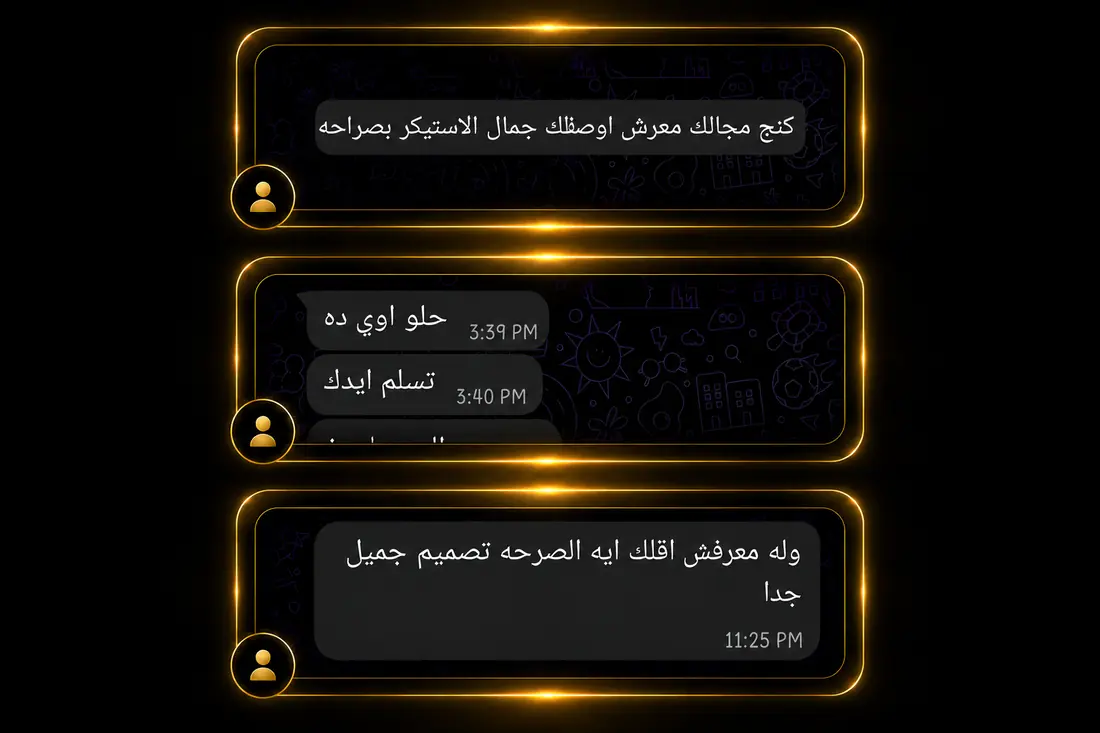 كنج مجالك معرش اوصفلك جمال الاستيكر بصراحه
حلو اوي ده
3:39 PM
تسلم ايدك
3:40 PM
وله معرفش اقلك ايه الصرحه تصميم جميل
جدا
11:25 PM